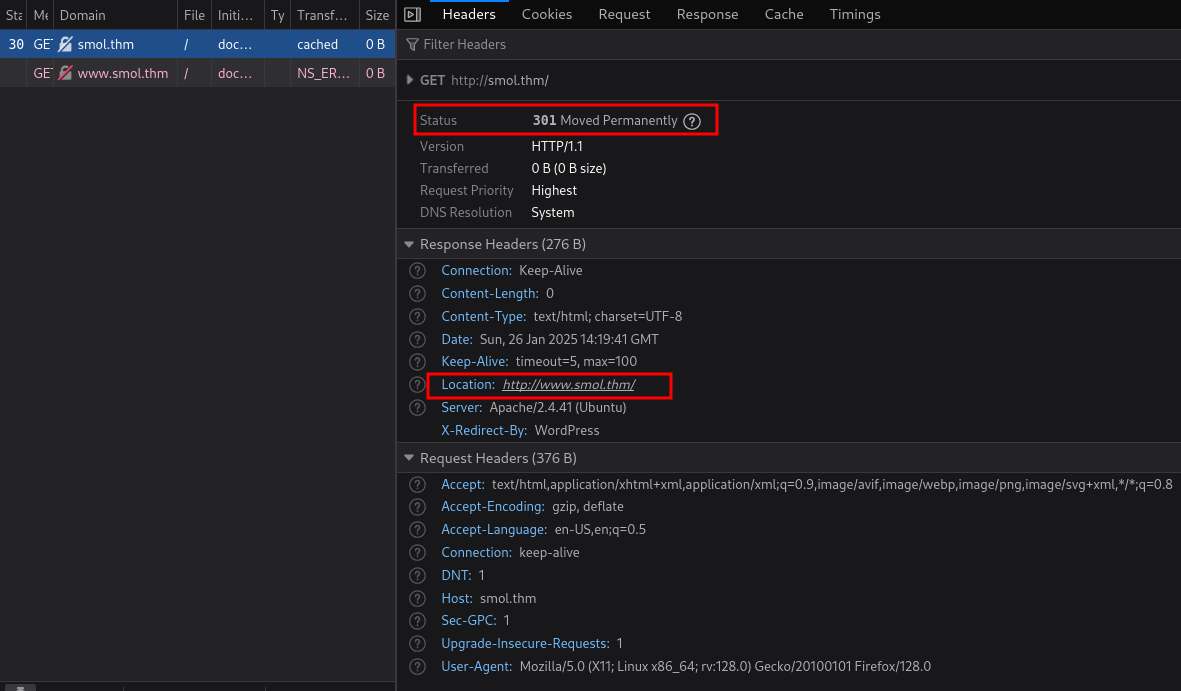 Sta Me Domain File Initi… Ty Transf… Size
30 GET smol.thm / doc… cached 0 B
GET www.smol.thm / doc… NS_ER… 0 B
Headers Cookies Request Response Cache Timings
Filter Headers
GET http://smol.thm/
Status 301 Moved Permanently ?
Version HTTP/1.1
Transferred 0 B (0 B size)
Request Priority Highest
DNS Resolution System
Response Headers (276 B)
? Connection: Keep-Alive
? Content-Length: 0
? Content-Type: text/html; charset=UTF-8
? Date: Sun, 26 Jan 2025 14:19:41 GMT
? Keep-Alive: timeout=5, max=100
? Location: http://www.smol.thm/
? Server: Apache/2.4.41 (Ubuntu)
X-Redirect-By: WordPress
Request Headers (376 B)
? Accept: text/html,application/xhtml+xml,application/xml;q=0.9,image/avif,image/webp,image/png,image/svg+xml,*/*;q=0.8
? Accept-Encoding: gzip, deflate
? Accept-Language: en-US,en;q=0.5
? Connection: keep-alive
? DNT: 1
? Host: smol.thm
? Sec-GPC: 1
? Upgrade-Insecure-Requests: 1
? User-Agent: Mozilla/5.0 (X11; Linux x86_64; rv:128.0) Gecko/20100101 Firefox/128.0